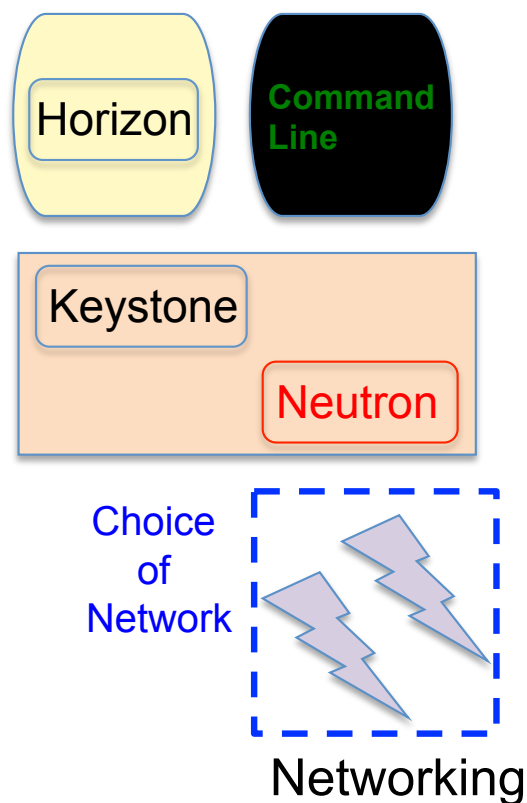 Horizon
Command
Line
Keystone
Neutron
Choice
of
Network
Networking